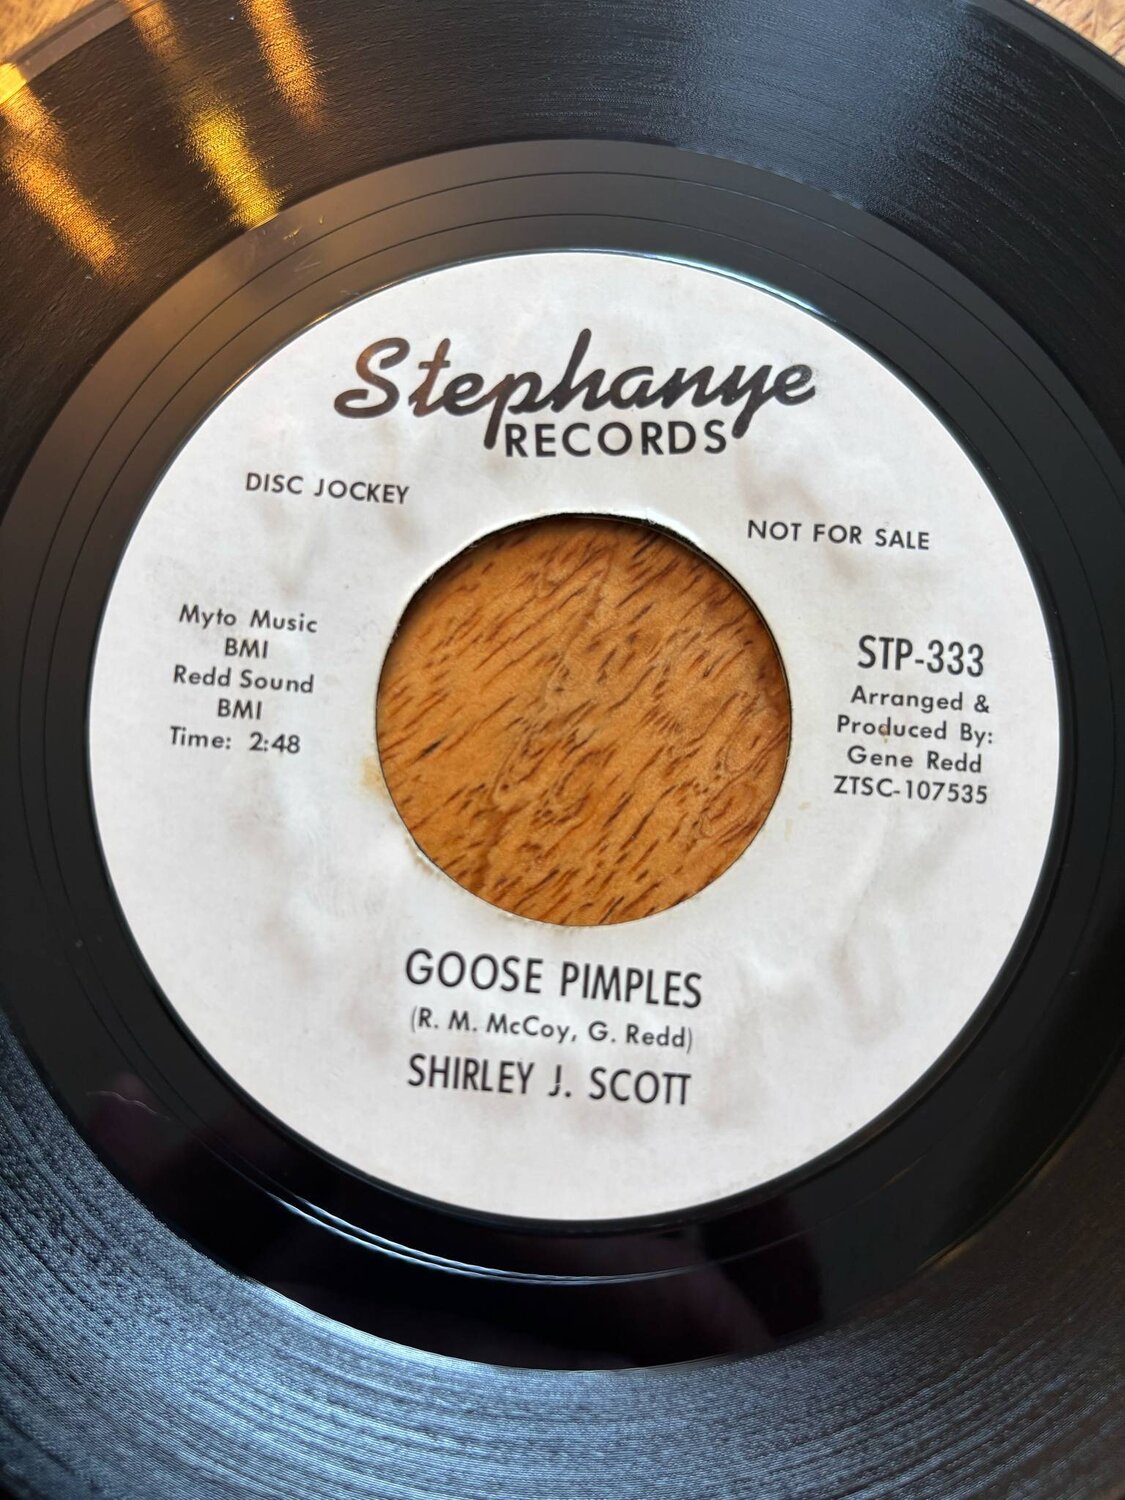 Stephanye
RECORDS
DISC JOCKEY
NOT FOR SALE
Myto Music
BMI
Redd Sound
BMI
Time: 2:48
STP-333
Arranged &
Produced By:
Gene Redd
ZTSC-107535
GOOSE PIMPLES
(R. M. McCoy, G. Redd)
SHIRLEY J. SCOTT